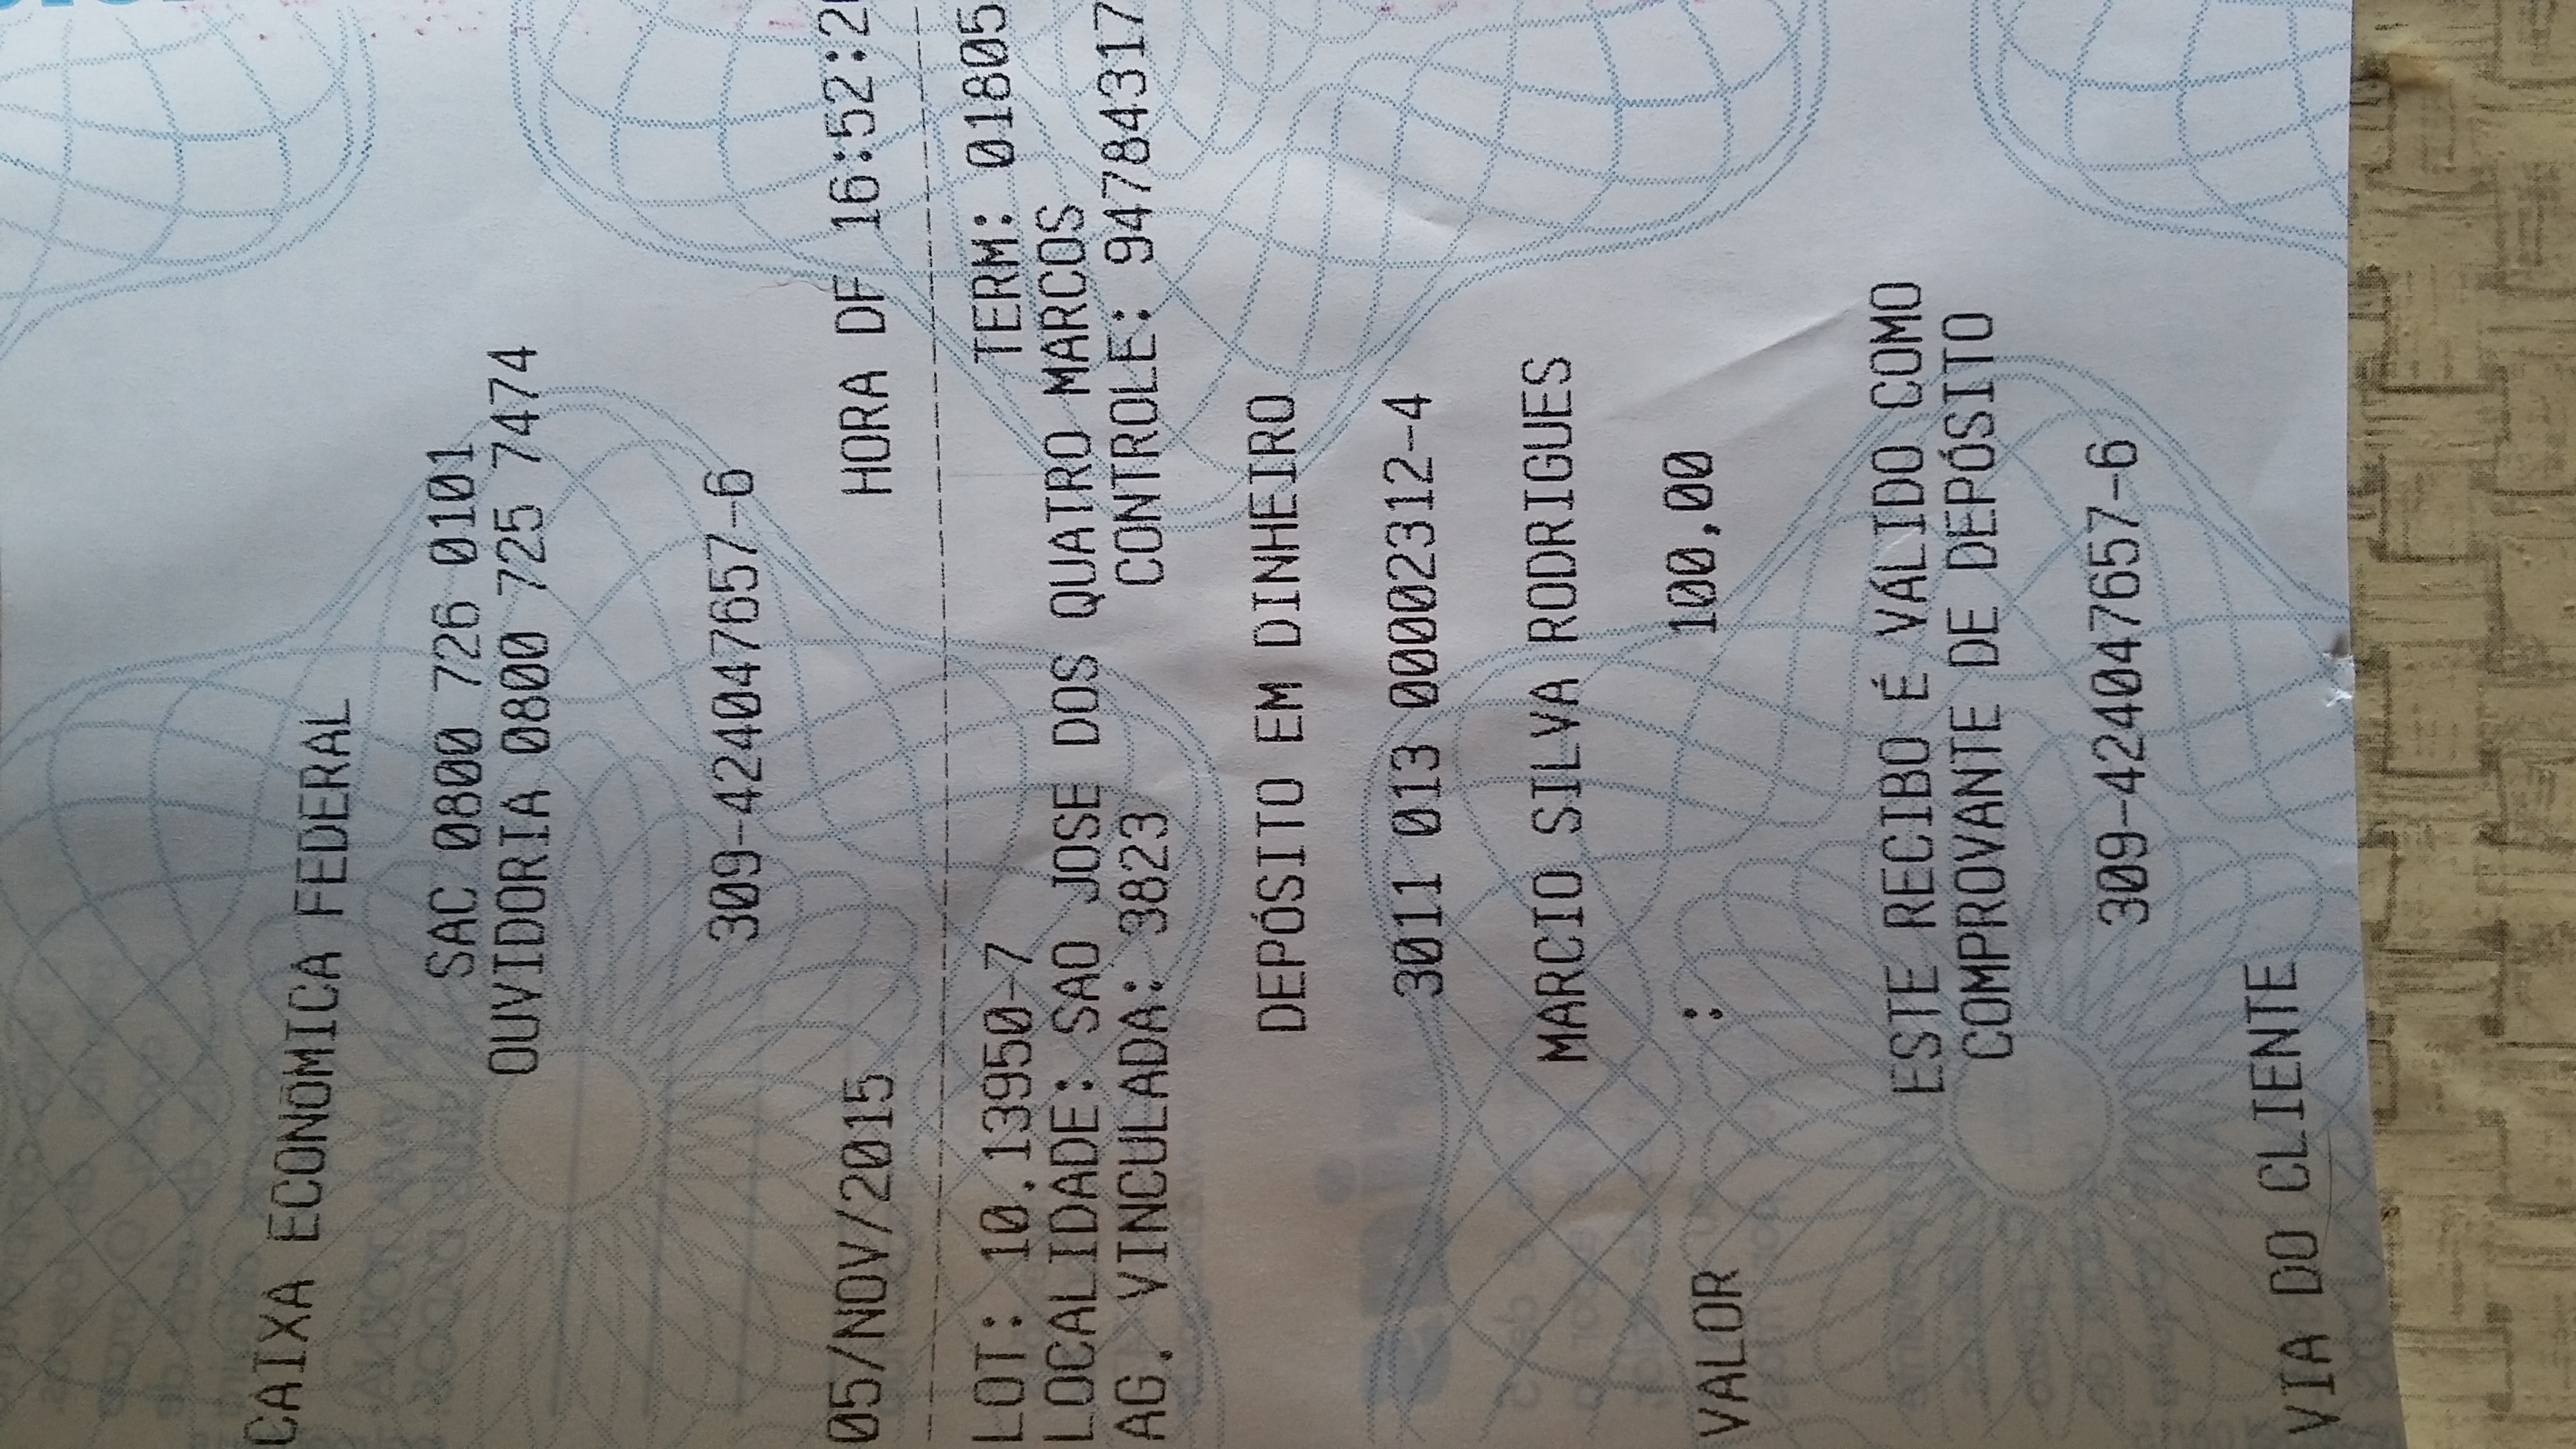 CAIXA ECONOMICA FEDERAL
SAC 0800 726 0101
OUVIDORIA 0800 725 7474
309-424047657-6
05/NOV/2015 HORA DF 16:52:20
LOT: 10.13950-7 TERM: 01805
LOCALIDADE: SAO JOSE DOS QUATRO MARCOS
AG. VINCULADA: 3823 CONTROLE: 94784317
DEPÓSITO EM DINHEIRO
3011 013 00002312-4
MARCIO SILVA RODRIGUES
VALOR : 100,00
ESTE RECIBO É VÁLIDO COMO
COMPROVANTE DE DEPÓSITO
309-424047657-6
VIA DO CLIENTE